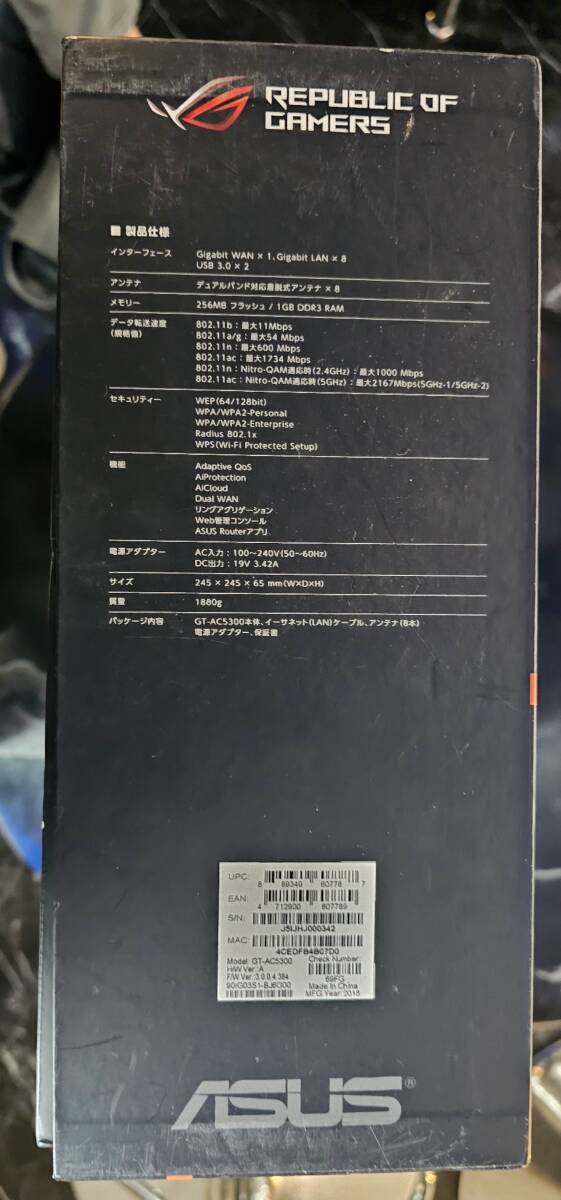 REPUBLIC OF
GAMERS
■ 製品仕様
インターフェース Gigabit WAN × 1、Gigabit LAN × 8
USB 3.0 × 2
アンテナ デュアルバンド対応着脱式アンテナ × 8
メモリー 256MB フラッシュ / 1GB DDR3 RAM
データ転送速度 802.11b：最大11Mbps
(規格値) 802.11a/g：最大54 Mbps
802.11n：最大600 Mbps
802.11ac：最大1734 Mbps
802.11n：Nitro-QAM適応時(2.4GHz)：最大1000 Mbps
802.11ac：Nitro-QAM適応時(5GHz)：最大2167Mbps(5GHz-1/5GHz-2)
セキュリティー WEP(64/128bit)
WPA/WPA2-Personal
WPA/WPA2-Enterprise
Radius 802.1x
WPS(Wi-Fi Protected Setup)
機能 Adaptive QoS
AiProtection
AiCloud
Dual WAN
リンクアグリゲーション
Web管理コンソール
ASUS Routerアプリ
電源アダプター AC入力：100～240V(50～60Hz)
DC出力：19V 3.42A
サイズ 245 × 245 × 65 mm(W×D×H)
質量 1880g
パッケージ内容 GT-AC5300本体、イーサネット(LAN)ケーブル、アンテナ(8本)
電源アダプター、保証書
UPC:
8 89349 80778 7
EAN:
4 712900 807789
S/N:
J5IJHJ000342
MAC:
4CEDFB4B07D0
Model: GT-AC5300 Check Number:
H/W Ver.:A
F/W Ver.:3.0.0.4.384 69FG
90IG03S1-BJ6G00 Made In China
MFG.Year:2018
ASUS®